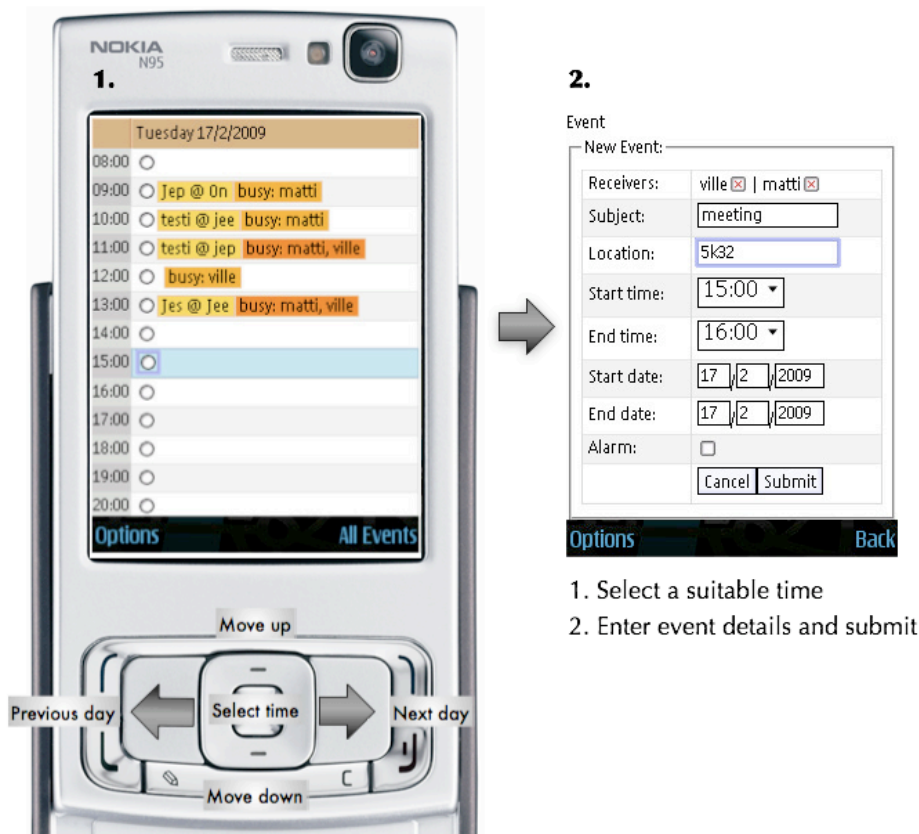 NOKIA
N95
1.
Tuesday 17/2/2009
08:00
09:00 Jep @ 0n busy: matti
10:00 testi @ jee busy: matti
11:00 testi @ jep busy: matti, ville
12:00 busy: ville
13:00 Jes @ Jee busy: matti, ville
14:00
15:00
16:00
17:00
18:00
19:00
20:00
Options All Events
Move up
Previous day Select time Next day
C
Move down
2.
Event
New Event:
Receivers: ville | matti
Subject: meeting
Location: 5k32
Start time: 15:00
End time: 16:00
Start date: 17 / 2 / 2009
End date: 17 / 2 / 2009
Alarm:
Cancel Submit
Options Back
1. Select a suitable time
2. Enter event details and submit